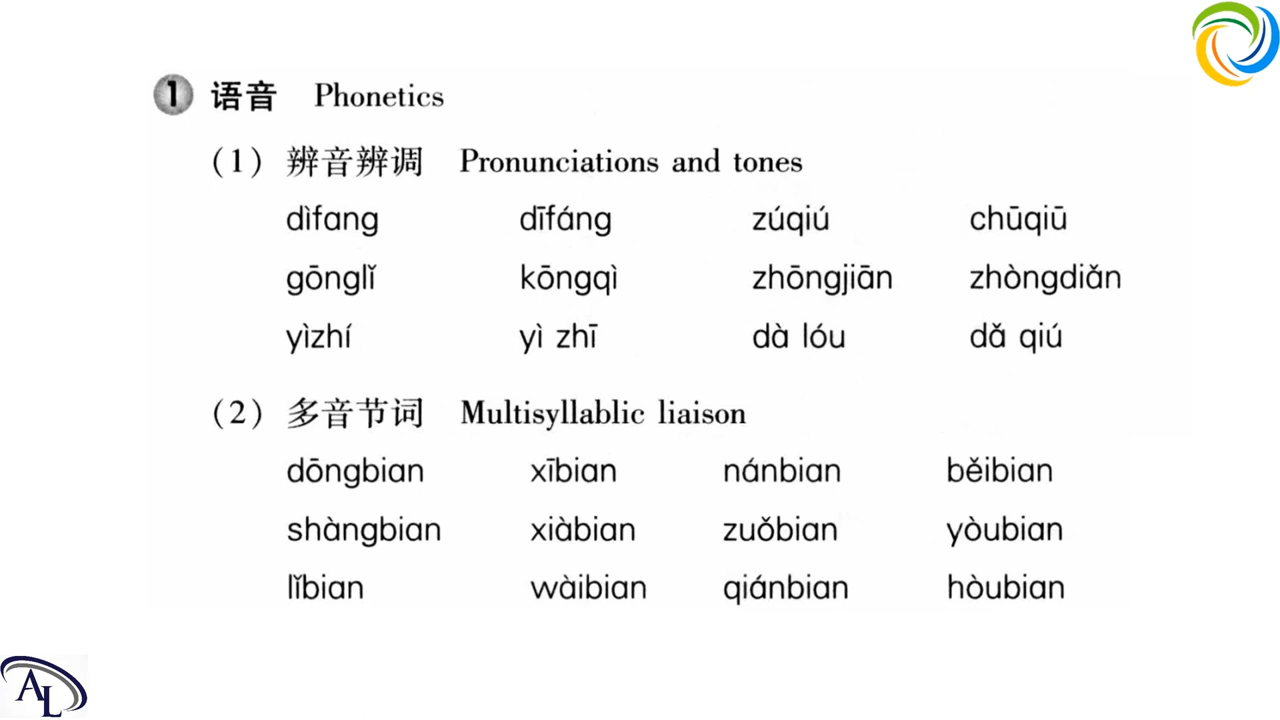 1 语音 Phonetics
(1) 辨音辨调 Pronunciations and tones
dìfang dīfáng zúqiú chūqiū
gōnglǐ kōngqì zhōngjiān zhòngdiǎn
yìzhí yì zhī dà lóu dǎ qiú
(2) 多音节词 Multisyllablic liaison
dōngbian xībian nánbian běibian
shàngbian xiàbian zuǒbian yòubian
lǐbian wàibian qiánbian hòubian
AL